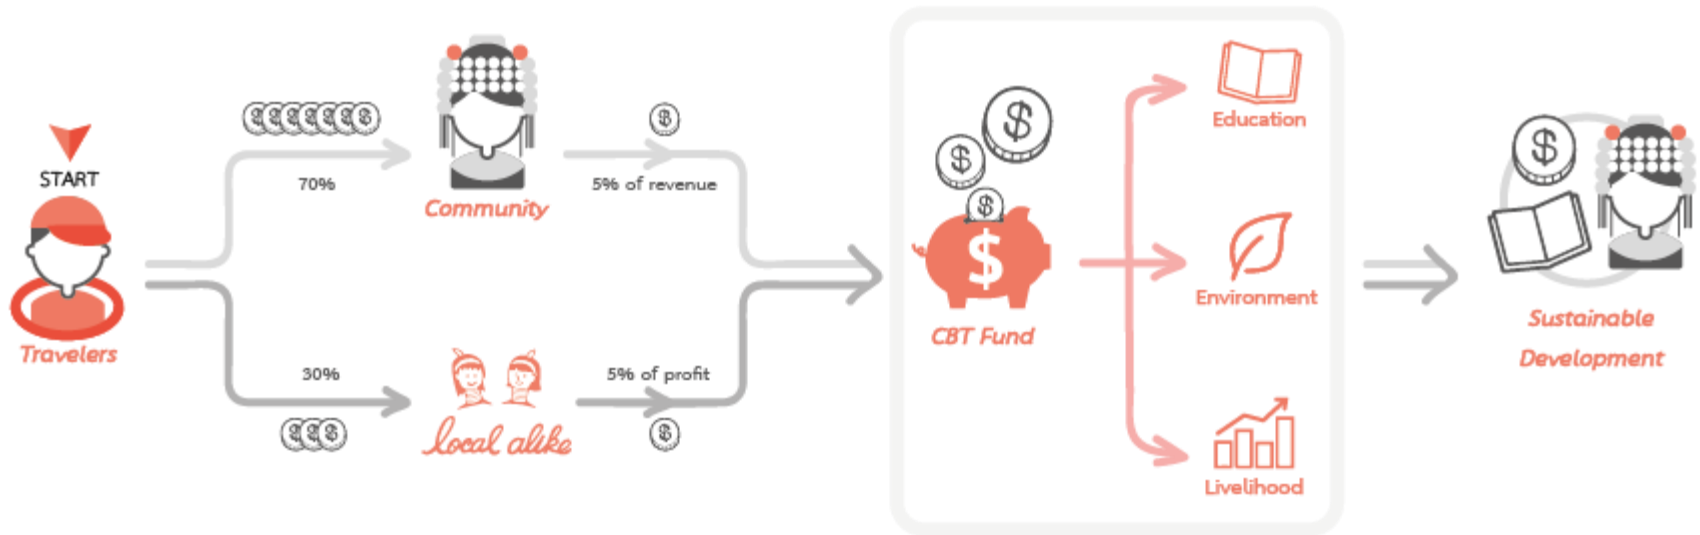 START
Travelers
70%
Community
5% of revenue
30%
local alike
5% of profit
$
CBT Fund
Education
Environment
Livelihood
Sustainable
Development